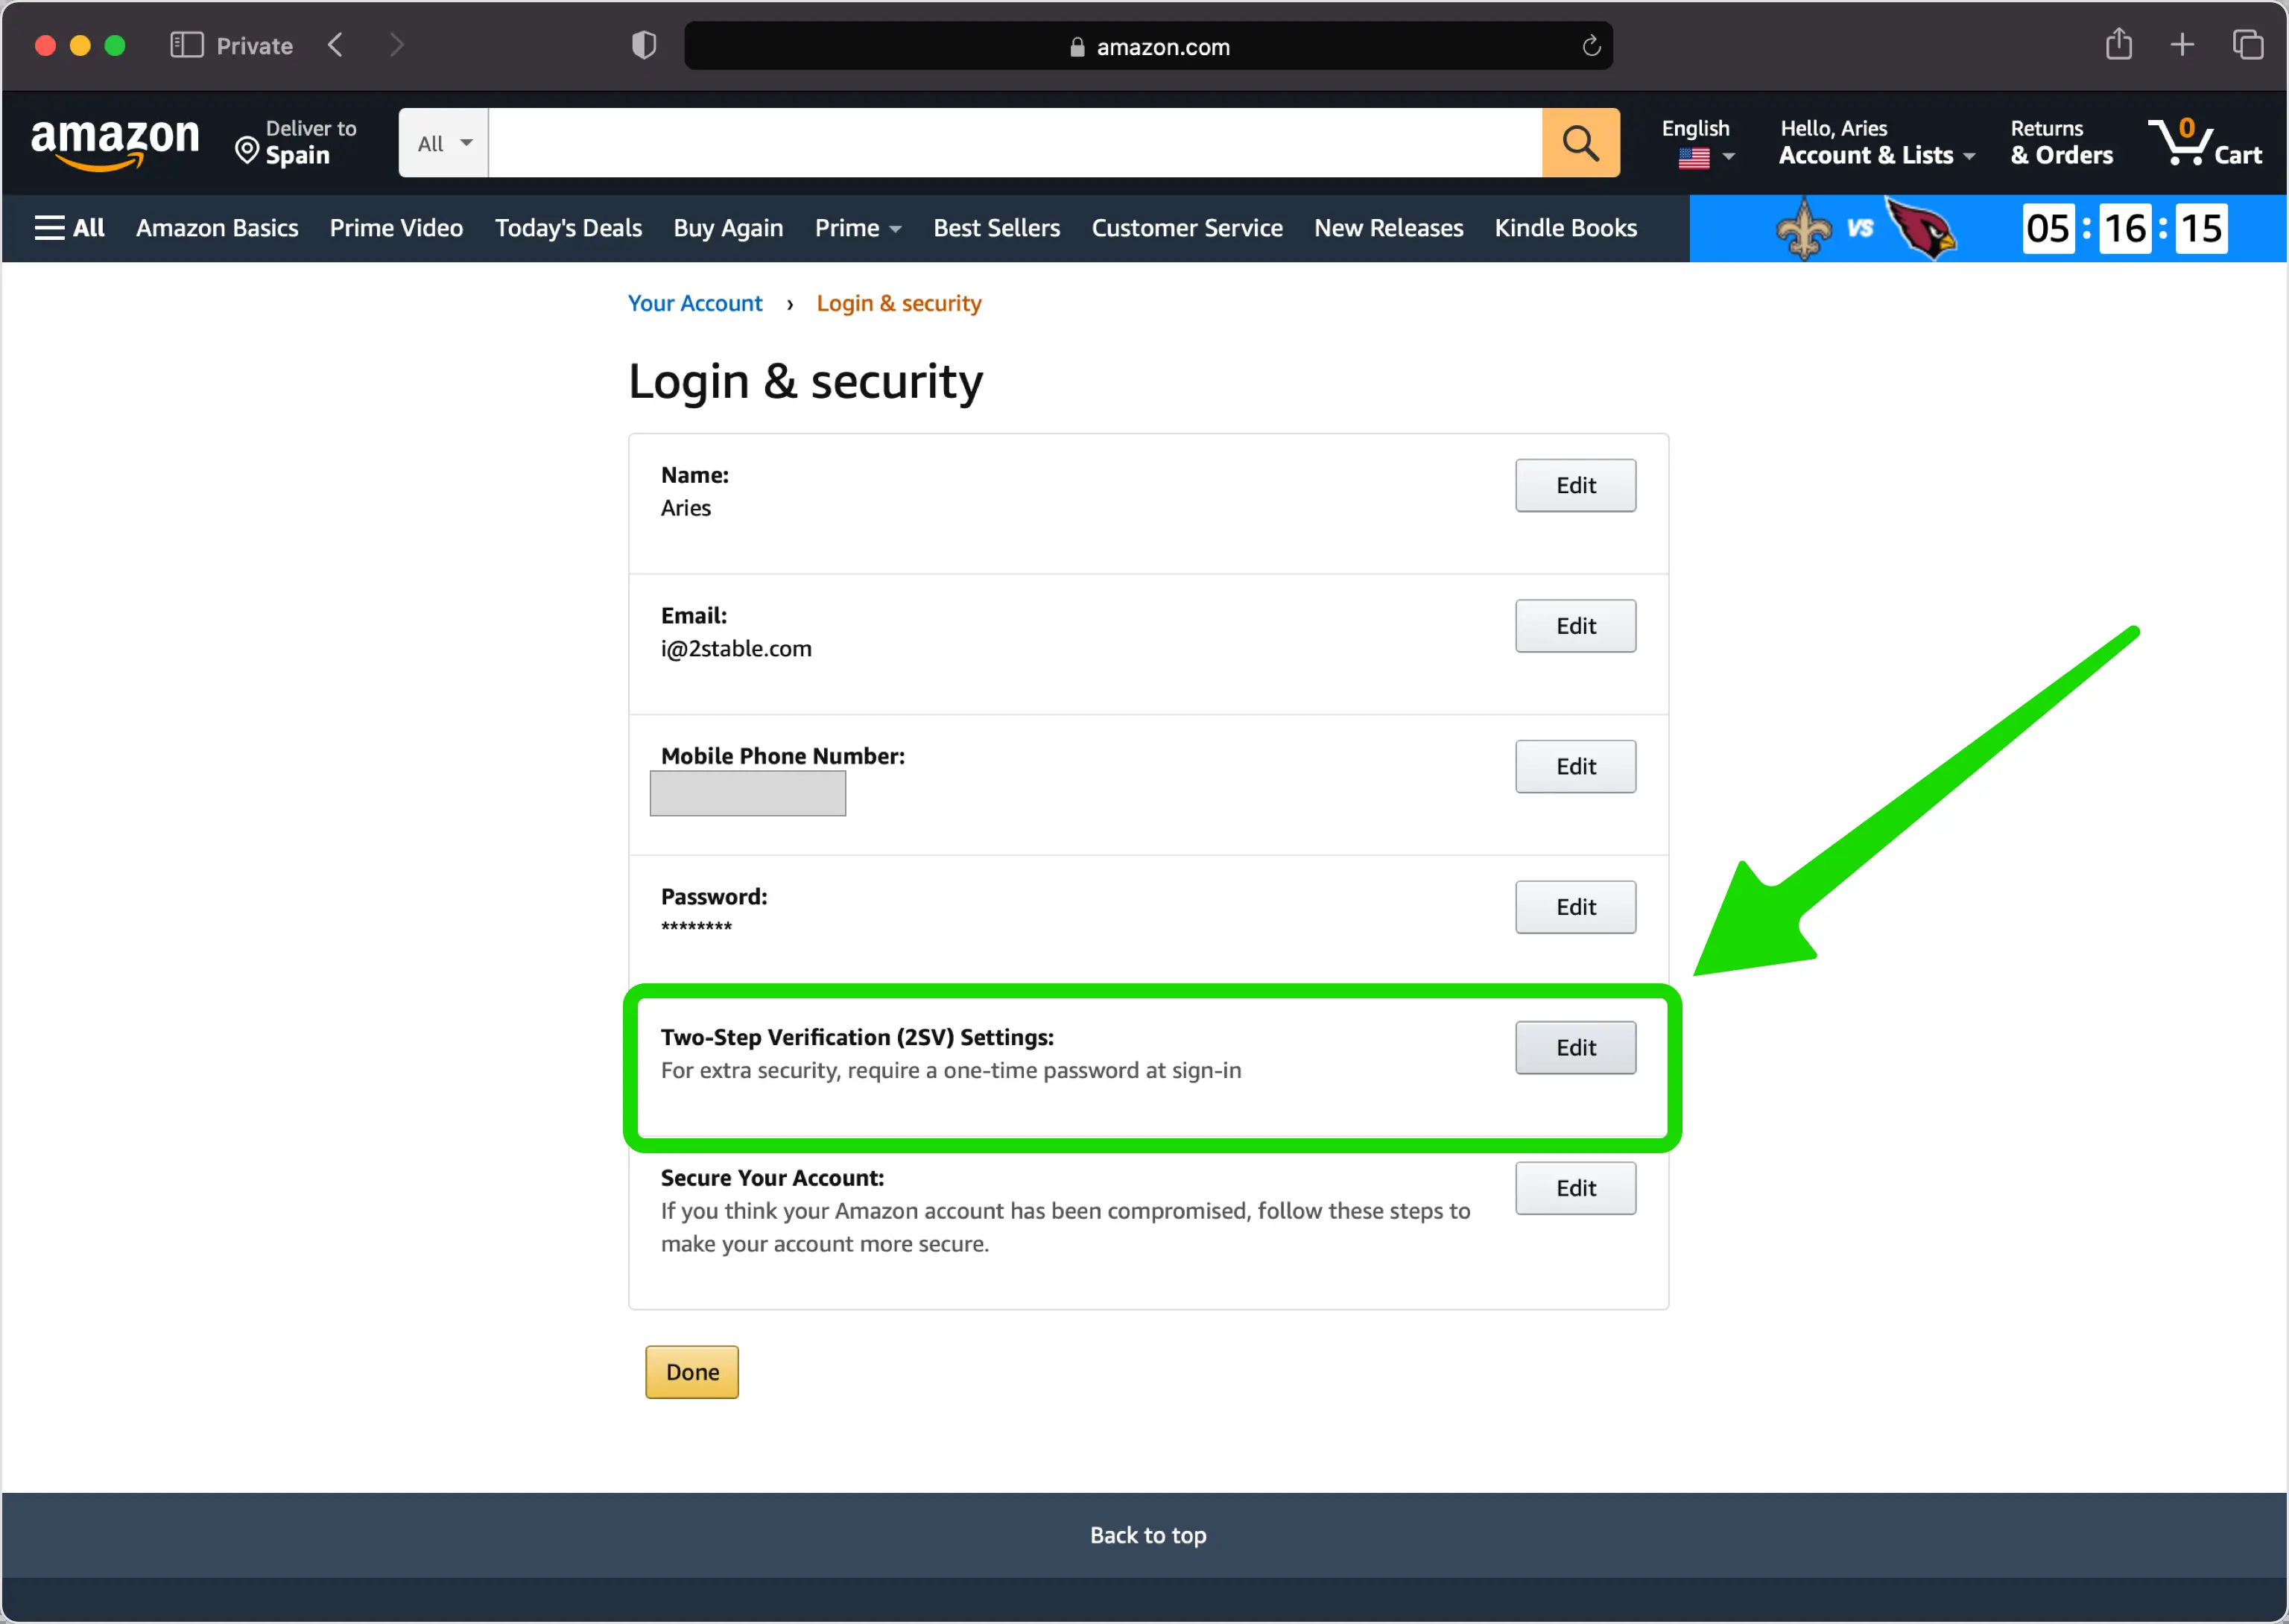 Private
amazon.com
amazon
Deliver to
Spain
All
English
Hello, Aries
Account & Lists
Returns
& Orders
0
Cart
All
Amazon Basics
Prime Video
Today's Deals
Buy Again
Prime
Best Sellers
Customer Service
New Releases
Kindle Books
VS
05 : 16 : 15
Your Account › Login & security
Login & security
Name:
Aries
Edit
Email:
i@2stable.com
Edit
Mobile Phone Number:
Edit
Password:
********
Edit
Two-Step Verification (2SV) Settings:
For extra security, require a one-time password at sign-in
Edit
Secure Your Account:
If you think your Amazon account has been compromised, follow these steps to
make your account more secure.
Edit
Done
Back to top